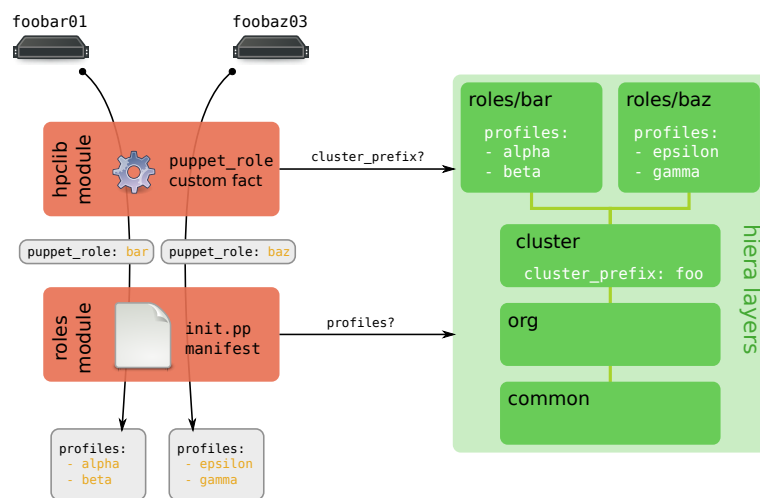 foobar01
foobaz03
hpclib
module
puppet_role
custom fact
cluster_prefix?
puppet_role: bar
puppet_role: baz
roles
module
init.pp
manifest
profiles?
profiles:
- alpha
- beta
profiles:
- epsilon
- gamma
roles/bar
profiles:
- alpha
- beta
roles/baz
profiles:
- epsilon
- gamma
cluster
cluster_prefix: foo
org
common
hiera layers